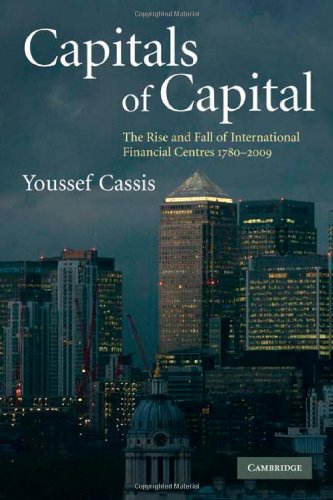 Capitals
of Capital
The Rise and Fall of International
Financial Centres 1780–2009
Youssef Cassis
CAMBRIDGE